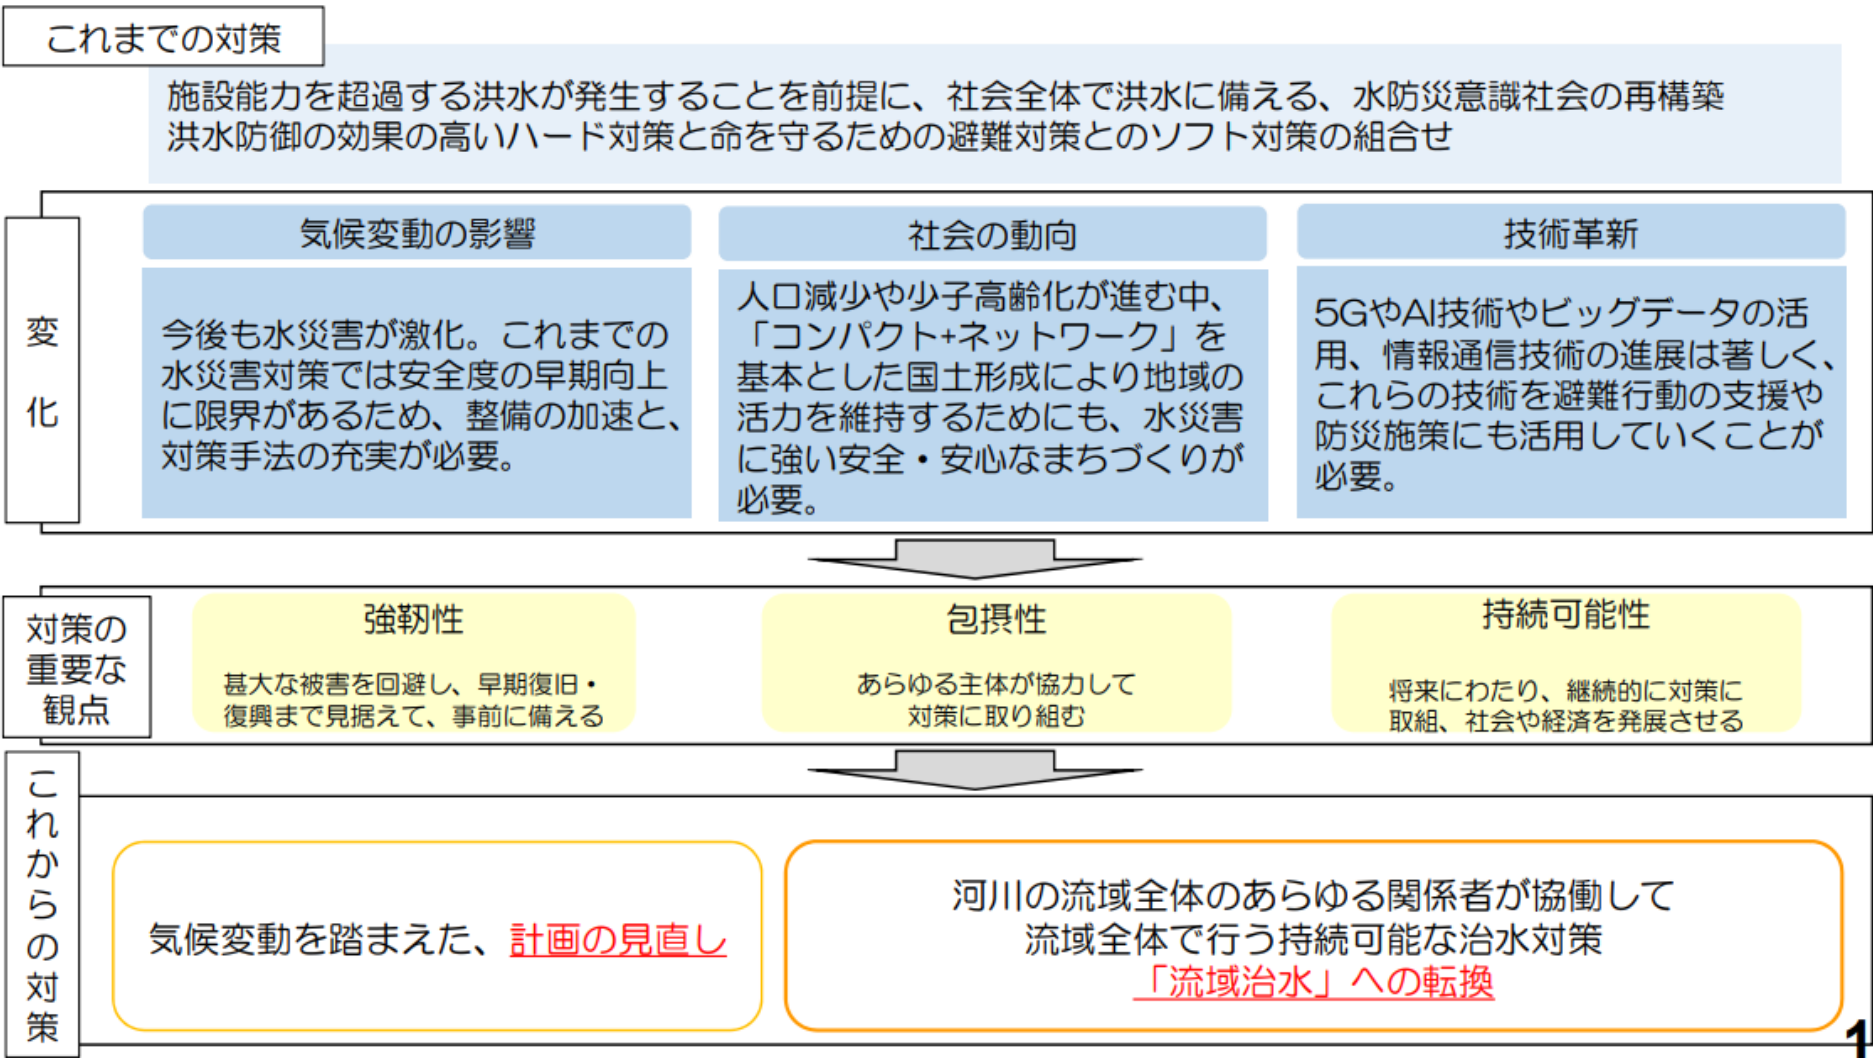 これまでの対策
施設能力を超過する洪水が発生することを前提に、社会全体で洪水に備える、水防災意識社会の再構築
洪水防御の効果の高いハード対策と命を守るための避難対策とのソフト対策の組合せ
変化
気候変動の影響
今後も水災害が激化。これまでの
水災害対策では安全度の早期向上
に限界があるため、整備の加速と、
対策手法の充実が必要。
社会の動向
人口減少や少子高齢化が進む中、
「コンパクト+ネットワーク」を
基本とした国土形成により地域の
活力を維持するためにも、水災害
に強い安全・安心なまちづくりが
必要。
技術革新
5GやAI技術やビッグデータの活
用、情報通信技術の進展は著しく、
これらの技術を避難行動の支援や
防災施策にも活用していくことが
必要。
対策の
重要な
観点
強靭性
甚大な被害を回避し、早期復旧・
復興まで見据えて、事前に備える
包摂性
あらゆる主体が協力して
対策に取り組む
持続可能性
将来にわたり、継続的に対策に
取組、社会や経済を発展させる
これからの対策
気候変動を踏まえた、計画の見直し
河川の流域全体のあらゆる関係者が協働して
流域全体で行う持続可能な治水対策
「流域治水」への転換
1